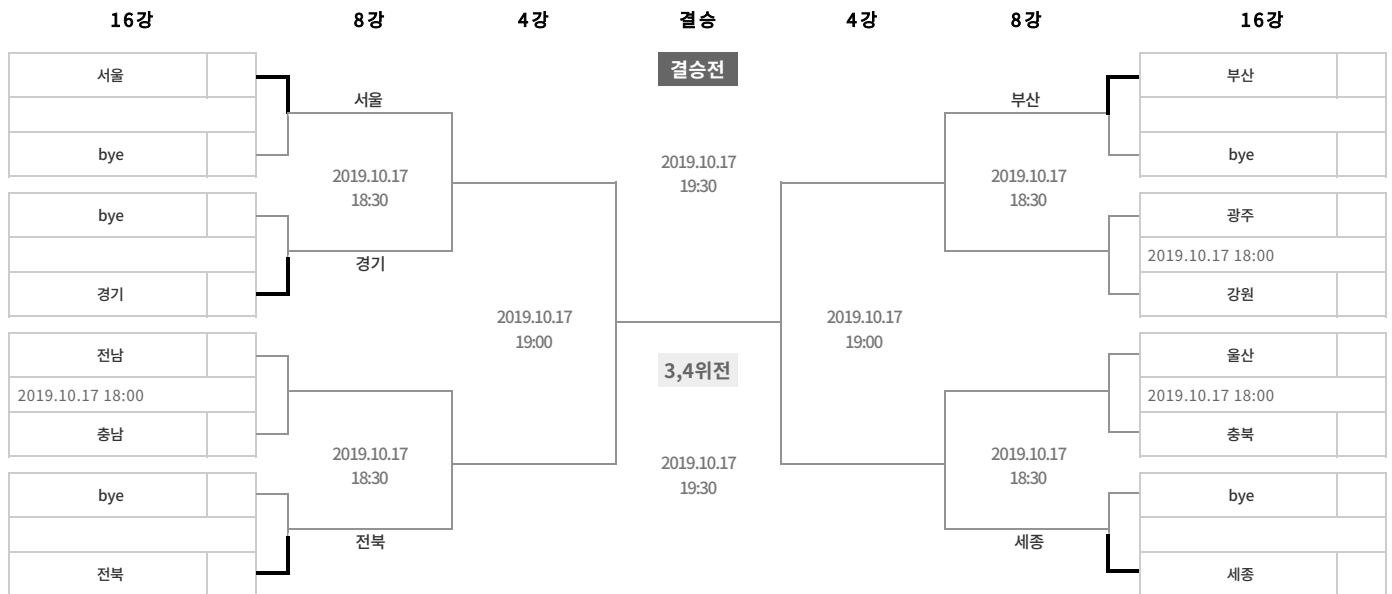 16강 8강 4강 결승 4강 8강 16강
결승전
서울
bye
bye
경기
전남
2019.10.17 18:00
충남
bye
전북
서울
2019.10.17
18:30
경기
2019.10.17
18:30
전북
2019.10.17
19:00
2019.10.17
19:30
3,4위전
2019.10.17
19:30
2019.10.17
19:00
부산
2019.10.17
18:30
2019.10.17
18:30
세종
부산
bye
광주
2019.10.17 18:00
강원
울산
2019.10.17 18:00
충북
bye
세종